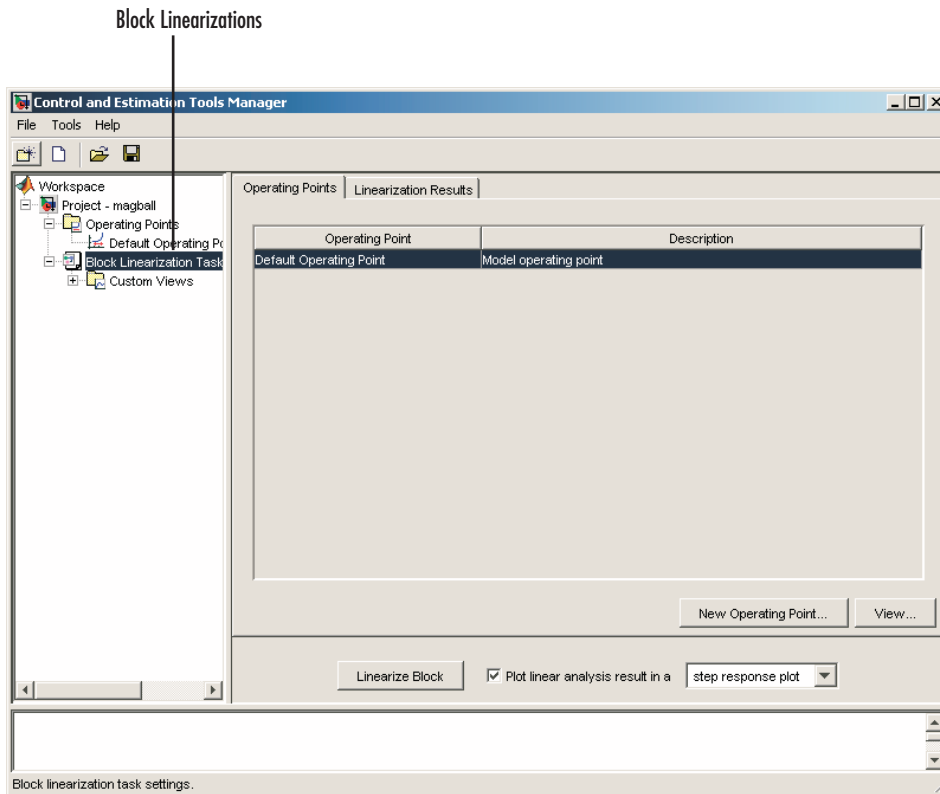 Block Linearizations
Control and Estimation Tools Manager
File Tools Help
Workspace
Project - magball
Operating Points
Default Operating Po
Block Linearization Task
Custom Views
Operating Points Linearization Results
Operating Point Description
Default Operating Point Model operating point
New Operating Point... View...
Linearize Block Plot linear analysis result in a step response plot
Block linearization task settings.